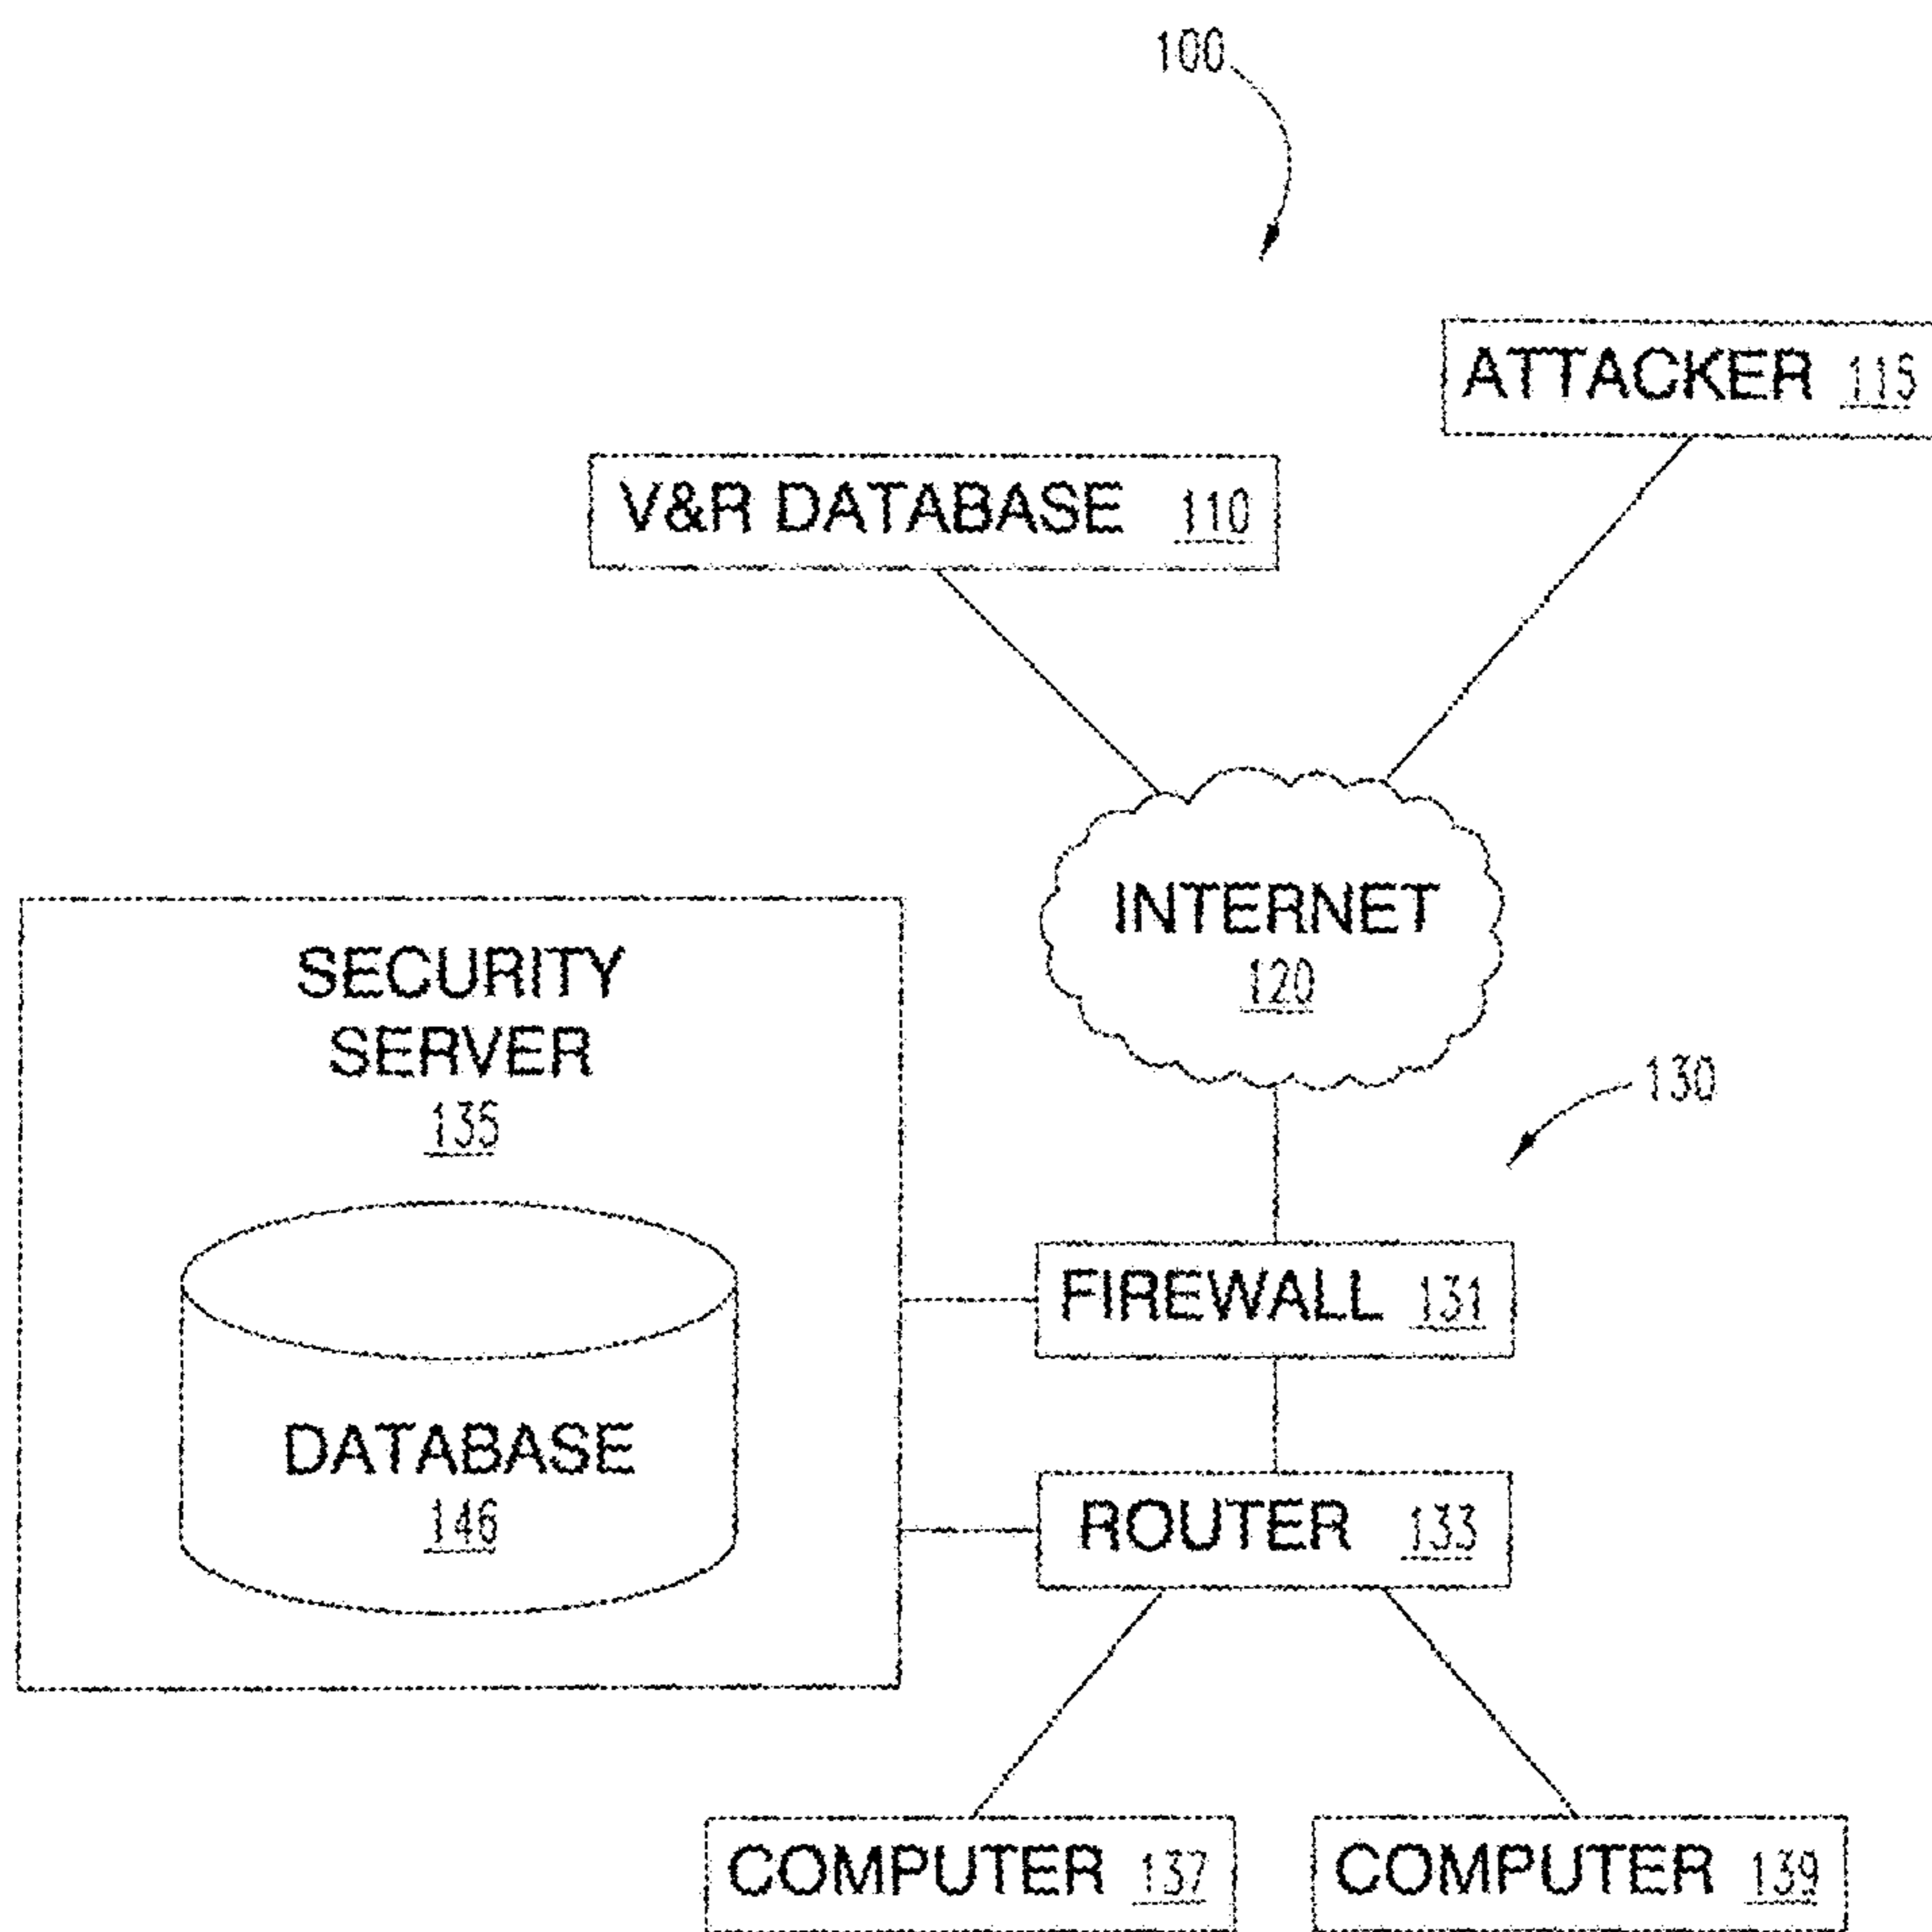 100
ATTACKER 115
V&R DATABASE 110
INTERNET
120
SECURITY
SERVER
135
130
FIREWALL 131
DATABASE
146
ROUTER 133
COMPUTER 137
COMPUTER 139